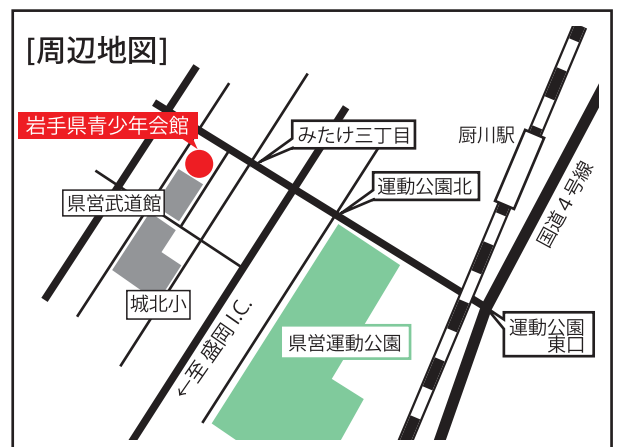 [周辺地図]
岩手県青少年会館
みたけ三丁目
厨川駅
県営武道館
運動公園北
国道4号線
城北小
←至 盛岡 I.C.
県営運動公園
運動公園
東口